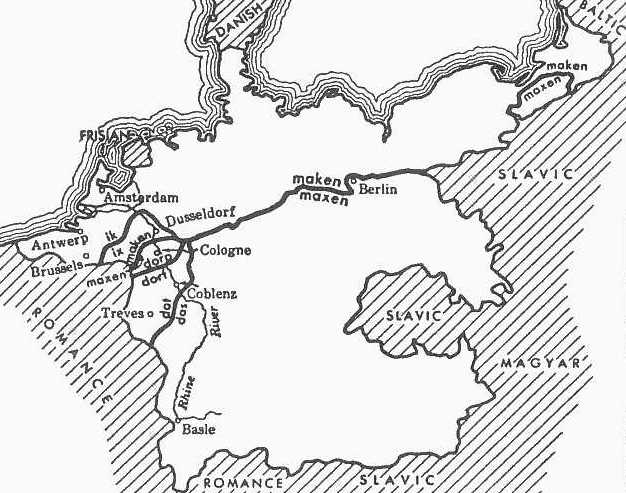 DANISH
BALTIC
maken
maxen
FRISIAN
SLAVIC
maken
maxen
Berlin
Amsterdam
Dusseldorf
Antwerp
ik
ix
maken
maxen
Brussels
Cologne
dorp
dorf
Coblenz
Treves
dat
das
River
Rhine
SLAVIC
ROMANCE
MAGYAR
Basle
ROMANCE
SLAVIC